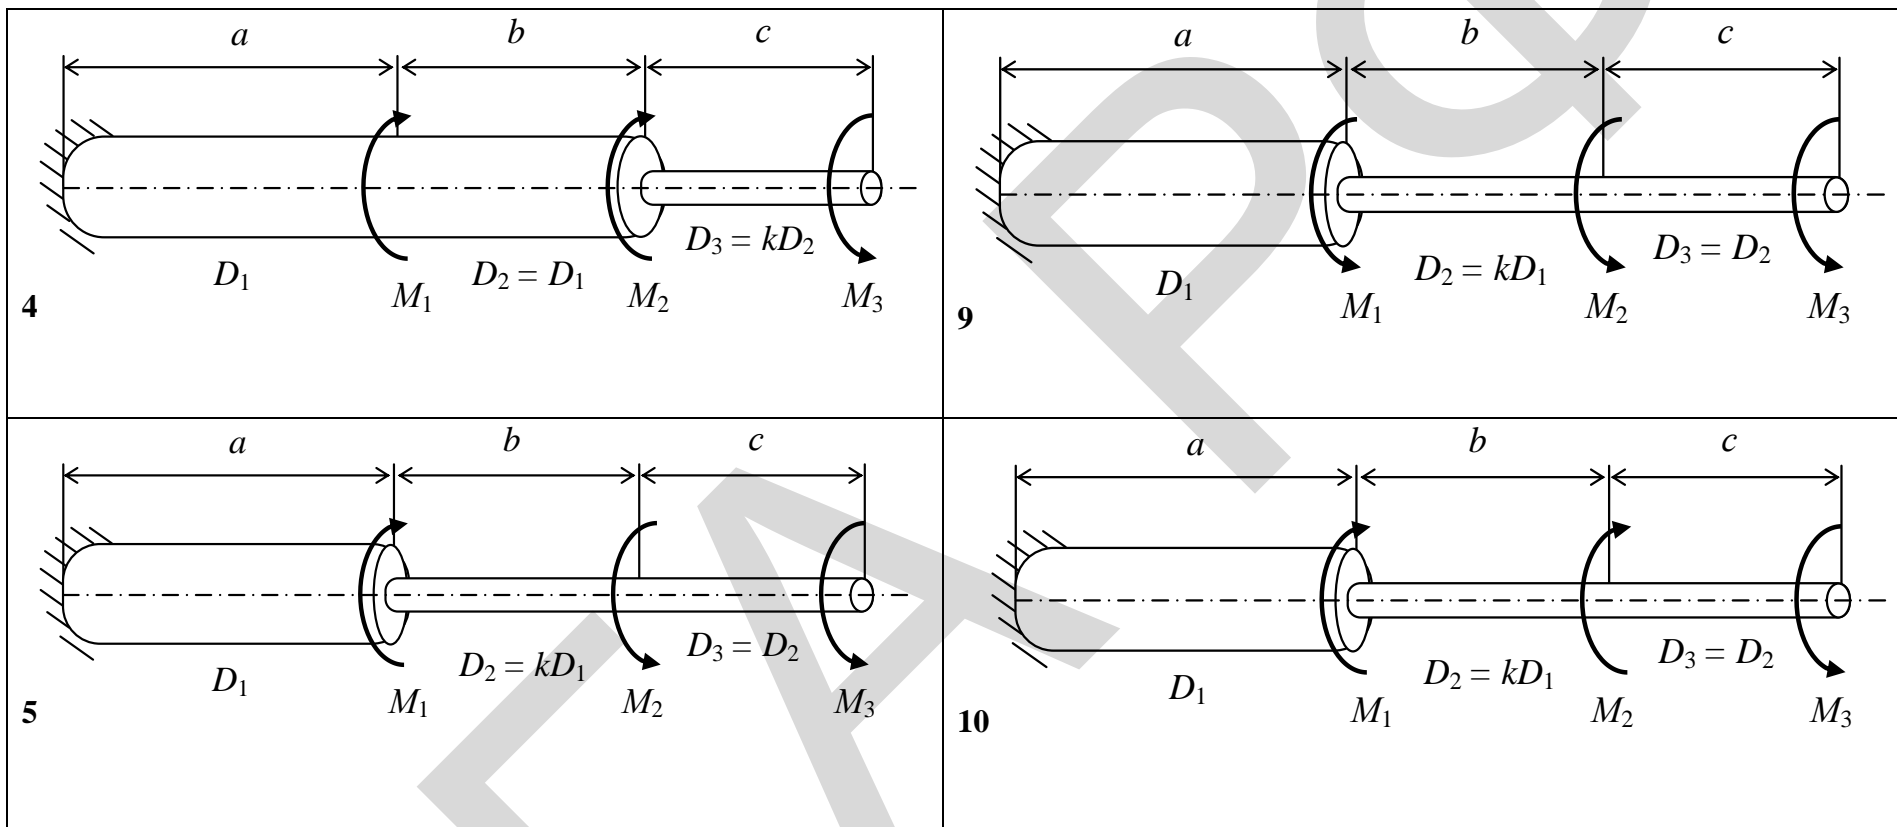 a b c
D₁ D₂ = D₁ D₃ = kD₂
M₁ M₂ M₃
4
a b c
D₁ D₂ = kD₁ D₃ = D₂
M₁ M₂ M₃
9
a b c
D₁ D₂ = kD₁ D₃ = D₂
M₁ M₂ M₃
5
a b c
D₁ D₂ = kD₁ D₃ = D₂
M₁ M₂ M₃
10